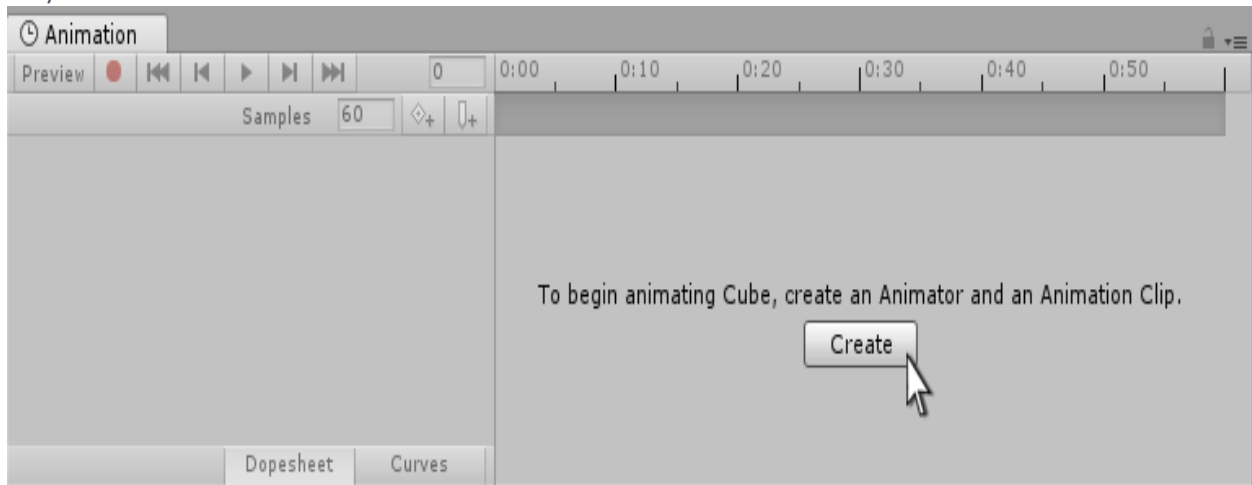 Animation
Preview 0 0:00 0:10 0:20 0:30 0:40 0:50
Samples 60
To begin animating Cube, create an Animator and an Animation Clip.
Create
Dopesheet Curves